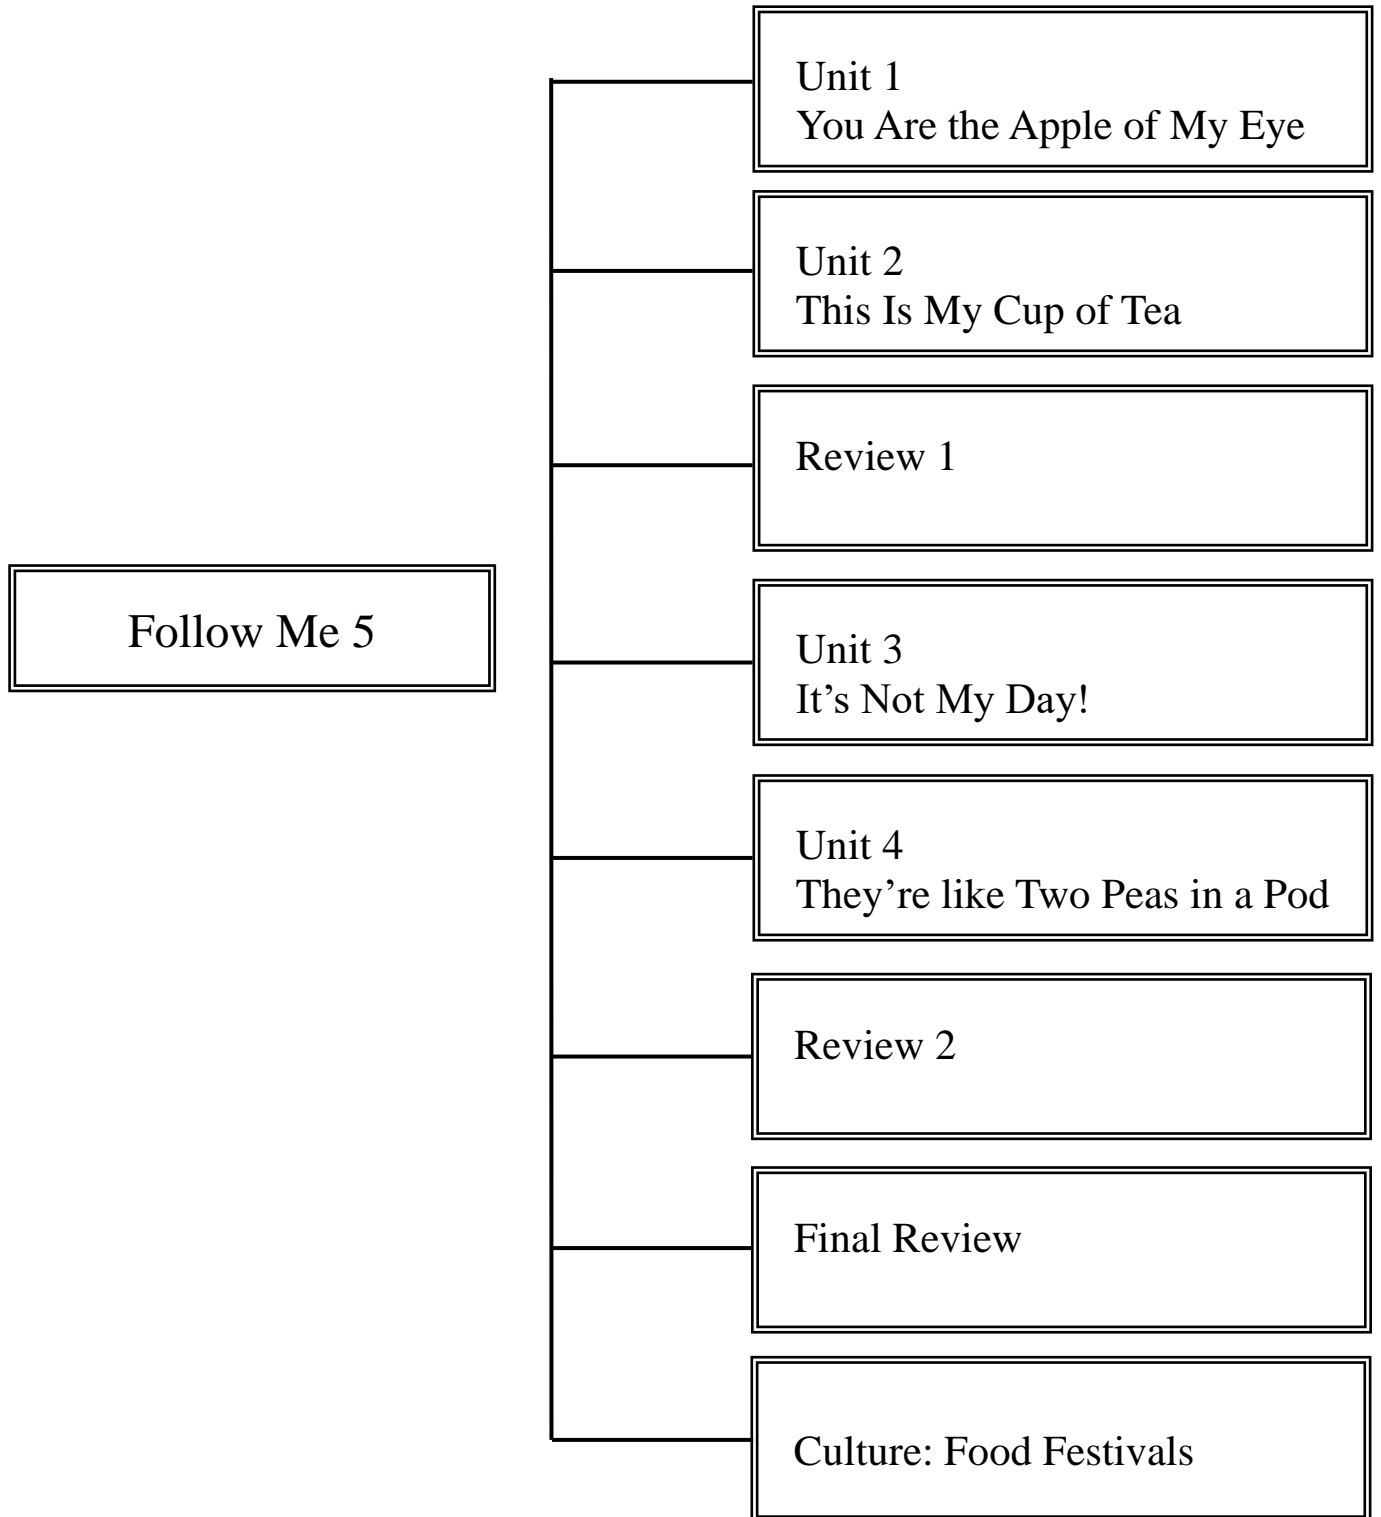 Follow Me 5
Unit 1
You Are the Apple of My Eye
Unit 2
This Is My Cup of Tea
Review 1
Unit 3
It’s Not My Day!
Unit 4
They’re like Two Peas in a Pod
Review 2
Final Review
Culture: Food Festivals